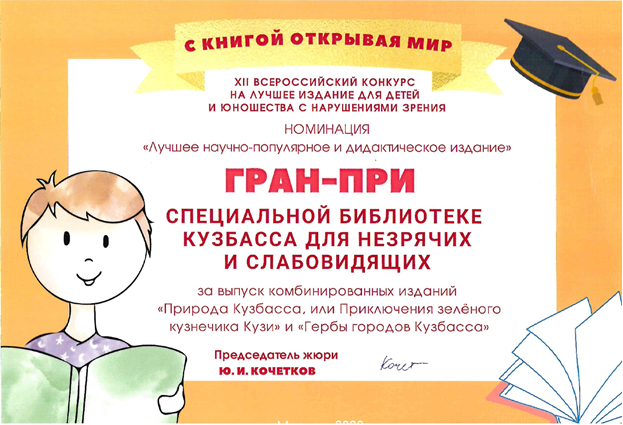 С КНИГОЙ ОТКРЫВАЯ МИР
XII ВСЕРОССИЙСКИЙ КОНКУРС
НА ЛУЧШЕЕ ИЗДАНИЕ ДЛЯ ДЕТЕЙ
И ЮНОШЕСТВА С НАРУШЕНИЯМИ ЗРЕНИЯ
НОМИНАЦИЯ
«Лучшее научно-популярное и дидактическое издание»
ГРАН-ПРИ
СПЕЦИАЛЬНОЙ БИБЛИОТЕКЕ
КУЗБАССА ДЛЯ НЕЗРЯЧИХ
И СЛАБОВИДЯЩИХ
за выпуск комбинированных изданий
«Природа Кузбасса, или Приключения зелёного
кузнечика Кузи» и «Гербы городов Кузбасса»
Председатель жюри
Ю. И. КОЧЕТКОВ